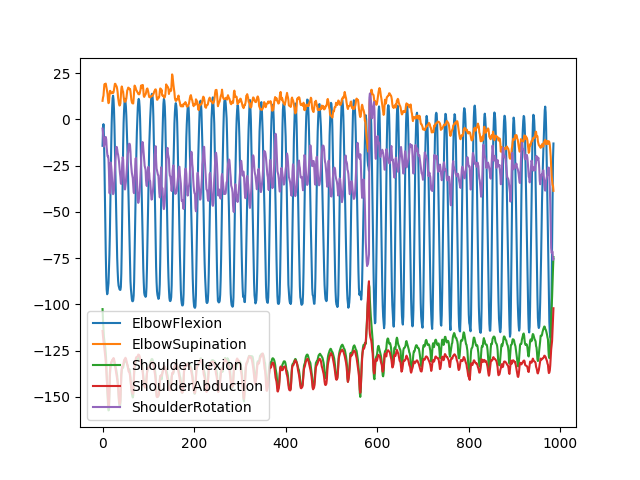 25
0
−25
−50
−75
−100
−125
−150
ElbowFlexion
ElbowSupination
ShoulderFlexion
ShoulderAbduction
ShoulderRotation
0
200
400
600
800
1000